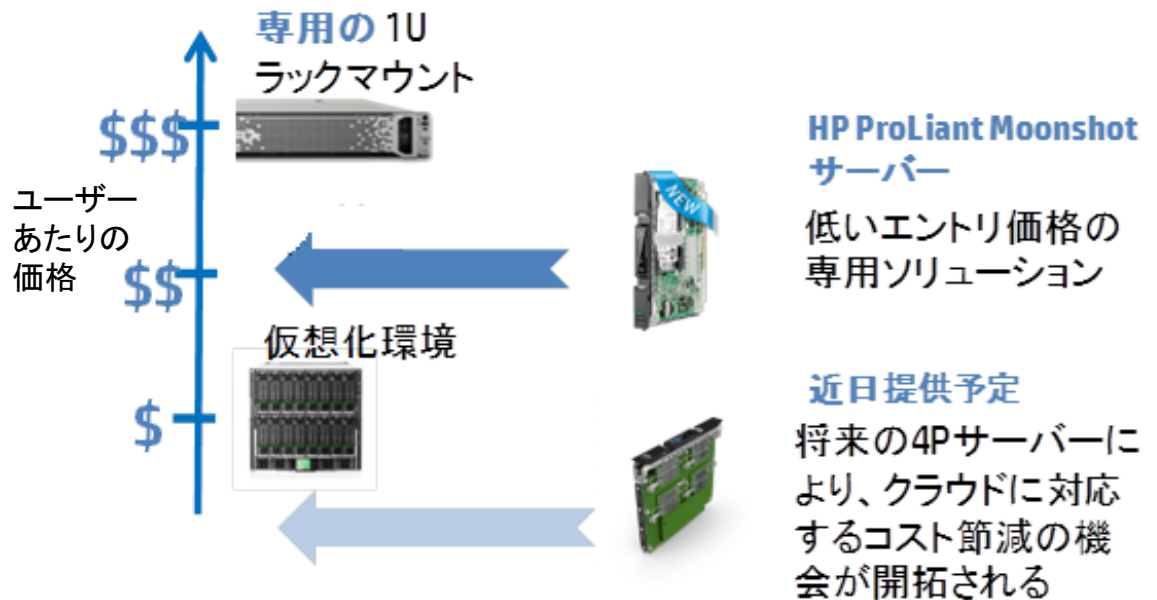 専用の 1U
ラックマウント
$$$
ユーザー
あたりの
価格
$$
仮想化環境
$
HP ProLiant Moonshot
サーバー
NEW
低いエントリ価格の
専用ソリューション
近日提供予定
将来の4Pサーバーに
より、クラウドに対応
するコスト節減の機
会が開拓される